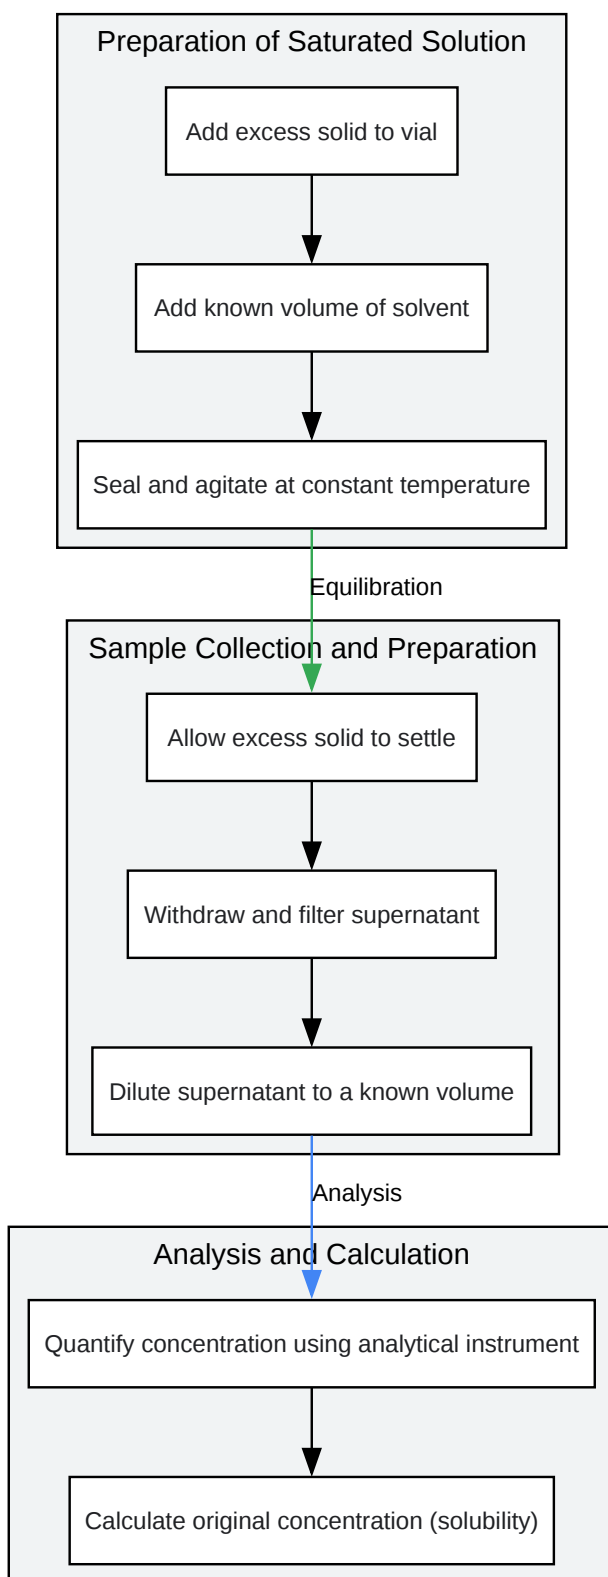 Preparation of Saturated Solution
Add excess solid to vial
Add known volume of solvent
Seal and agitate at constant temperature
Equilibration
Sample Collection and Preparation
Allow excess solid to settle
Withdraw and filter supernatant
Dilute supernatant to a known volume
Analysis
Analysis and Calculation
Quantify concentration using analytical instrument
Calculate original concentration (solubility)